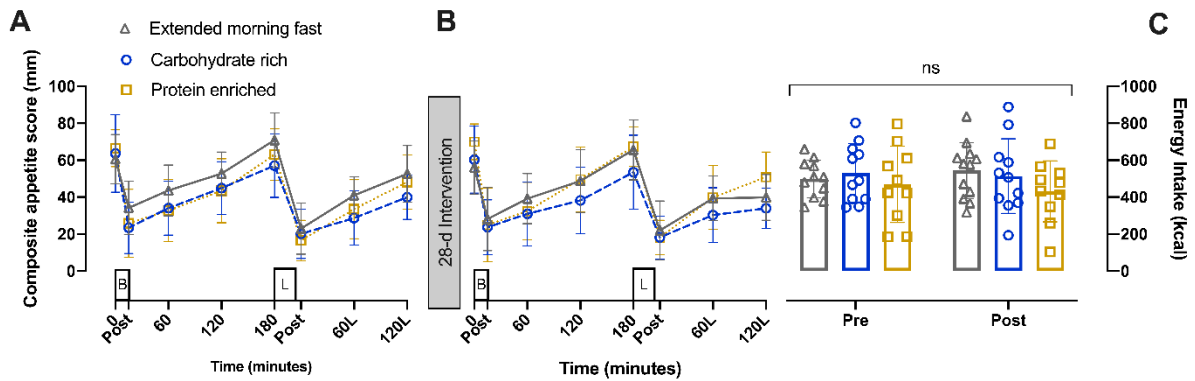 A
Extended morning fast
Carbohydrate rich
Protein enriched
Composite appetite score (mm)
100
80
60
40
20
0
B
L
0
Post
60
120
180
Post
60L
120L
Time (minutes)
B
28-d Intervention
B
L
0
Post
60
120
180
Post
60L
120L
Time (minutes)
C
ns
Pre
Post
1000
800
600
400
200
0
Energy Intake (kcal)